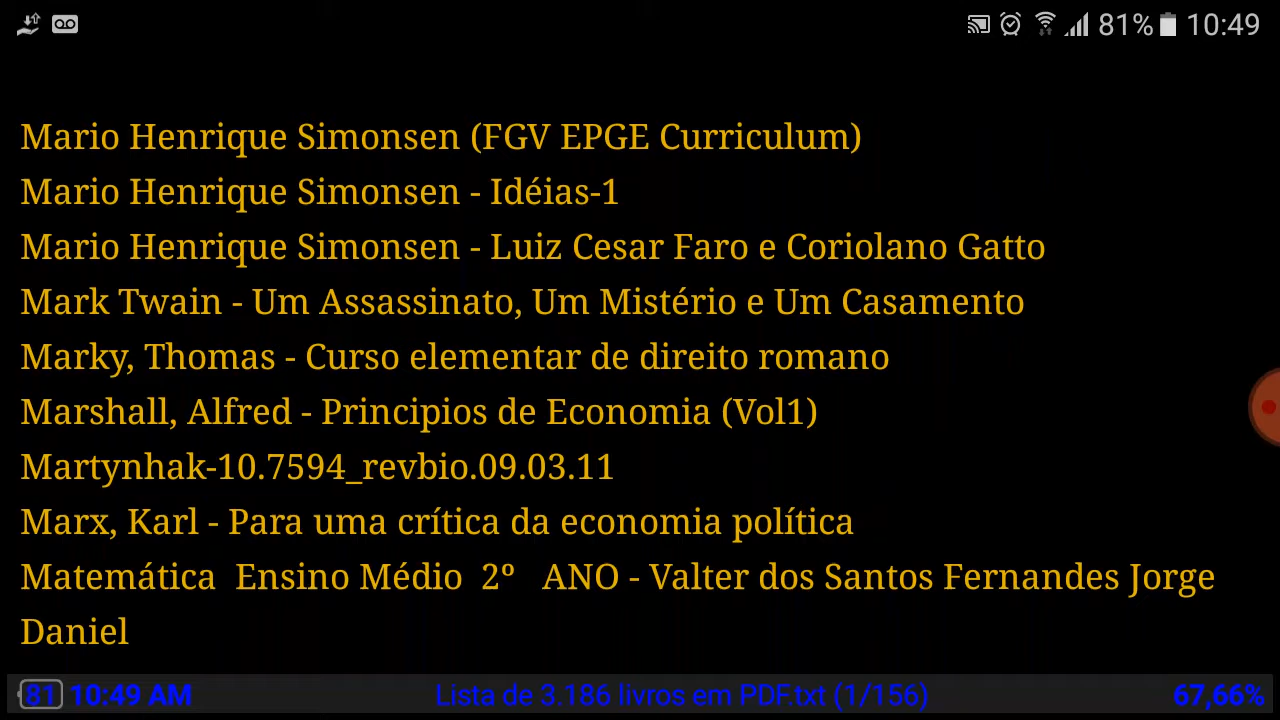 81% 10:49
Mario Henrique Simonsen (FGV EPGE Curriculum)
Mario Henrique Simonsen - Idéias-1
Mario Henrique Simonsen - Luiz Cesar Faro e Coriolano Gatto
Mark Twain - Um Assassinato, Um Mistério e Um Casamento
Marky, Thomas - Curso elementar de direito romano
Marshall, Alfred - Principios de Economia (Vol1)
Martynhak-10.7594_revbio.09.03.11
Marx, Karl - Para uma crítica da economia política
Matemática  Ensino Médio  2º   ANO - Valter dos Santos Fernandes Jorge
Daniel
81 10:49 AM Lista de 3.186 livros em PDF.txt (1/156) 67,66%